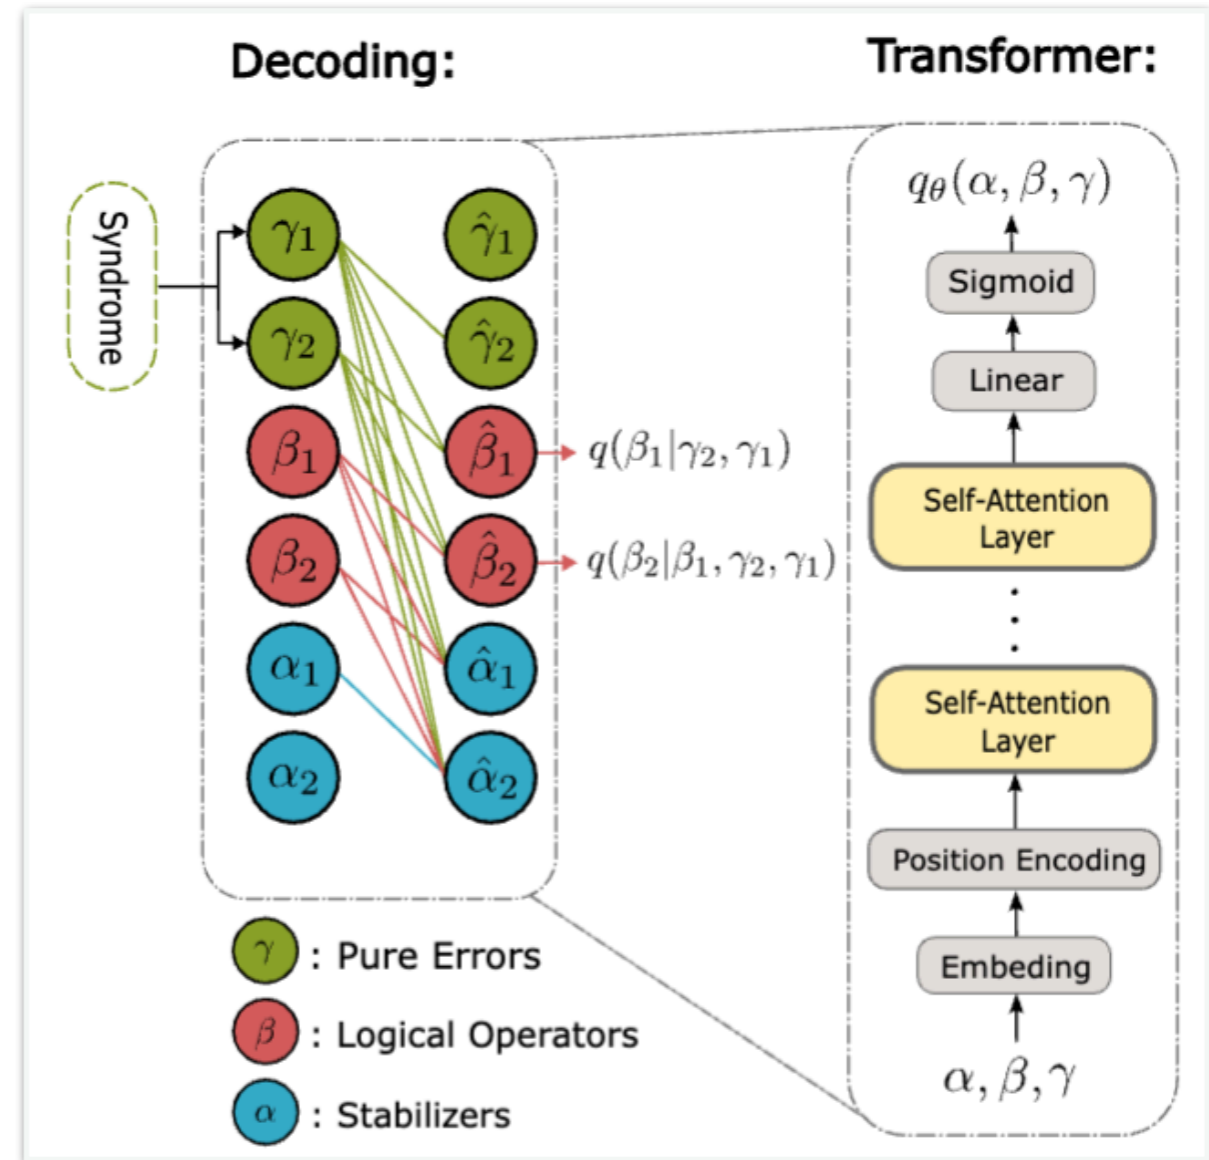 Decoding:
Syndrome
γ₁
γ̂₁
γ₂
γ̂₂
β₁
β̂₁
q(β₁|γ₂, γ₁)
β₂
β̂₂
q(β₂|β₁, γ₂, γ₁)
α₁
α̂₁
α₂
α̂₂
γ : Pure Errors
β : Logical Operators
α : Stabilizers
Transformer:
q_θ(α, β, γ)
Sigmoid
Linear
Self-Attention
Layer
Self-Attention
Layer
Position Encoding
Embeding
α, β, γ